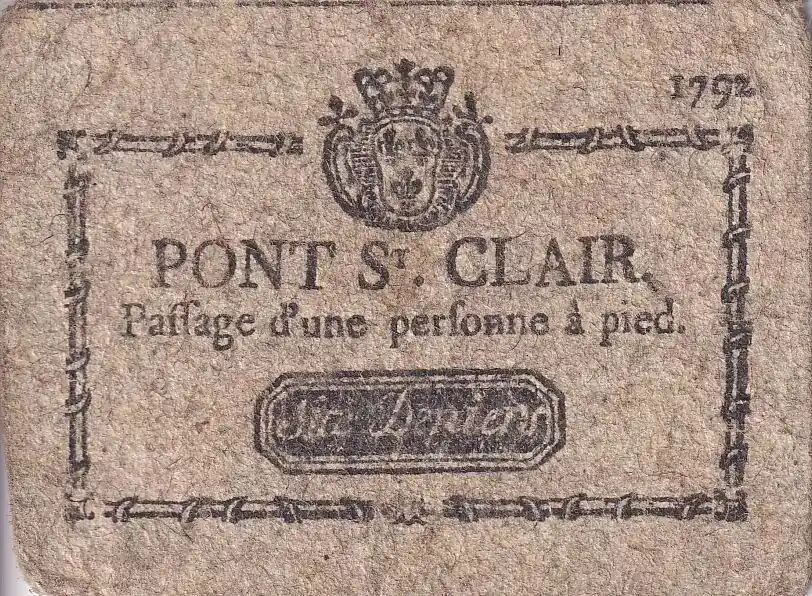 1792
PONT Sᵀ. CLAIR.
Paſſage d'une perſonne à pied.
Six Deniers